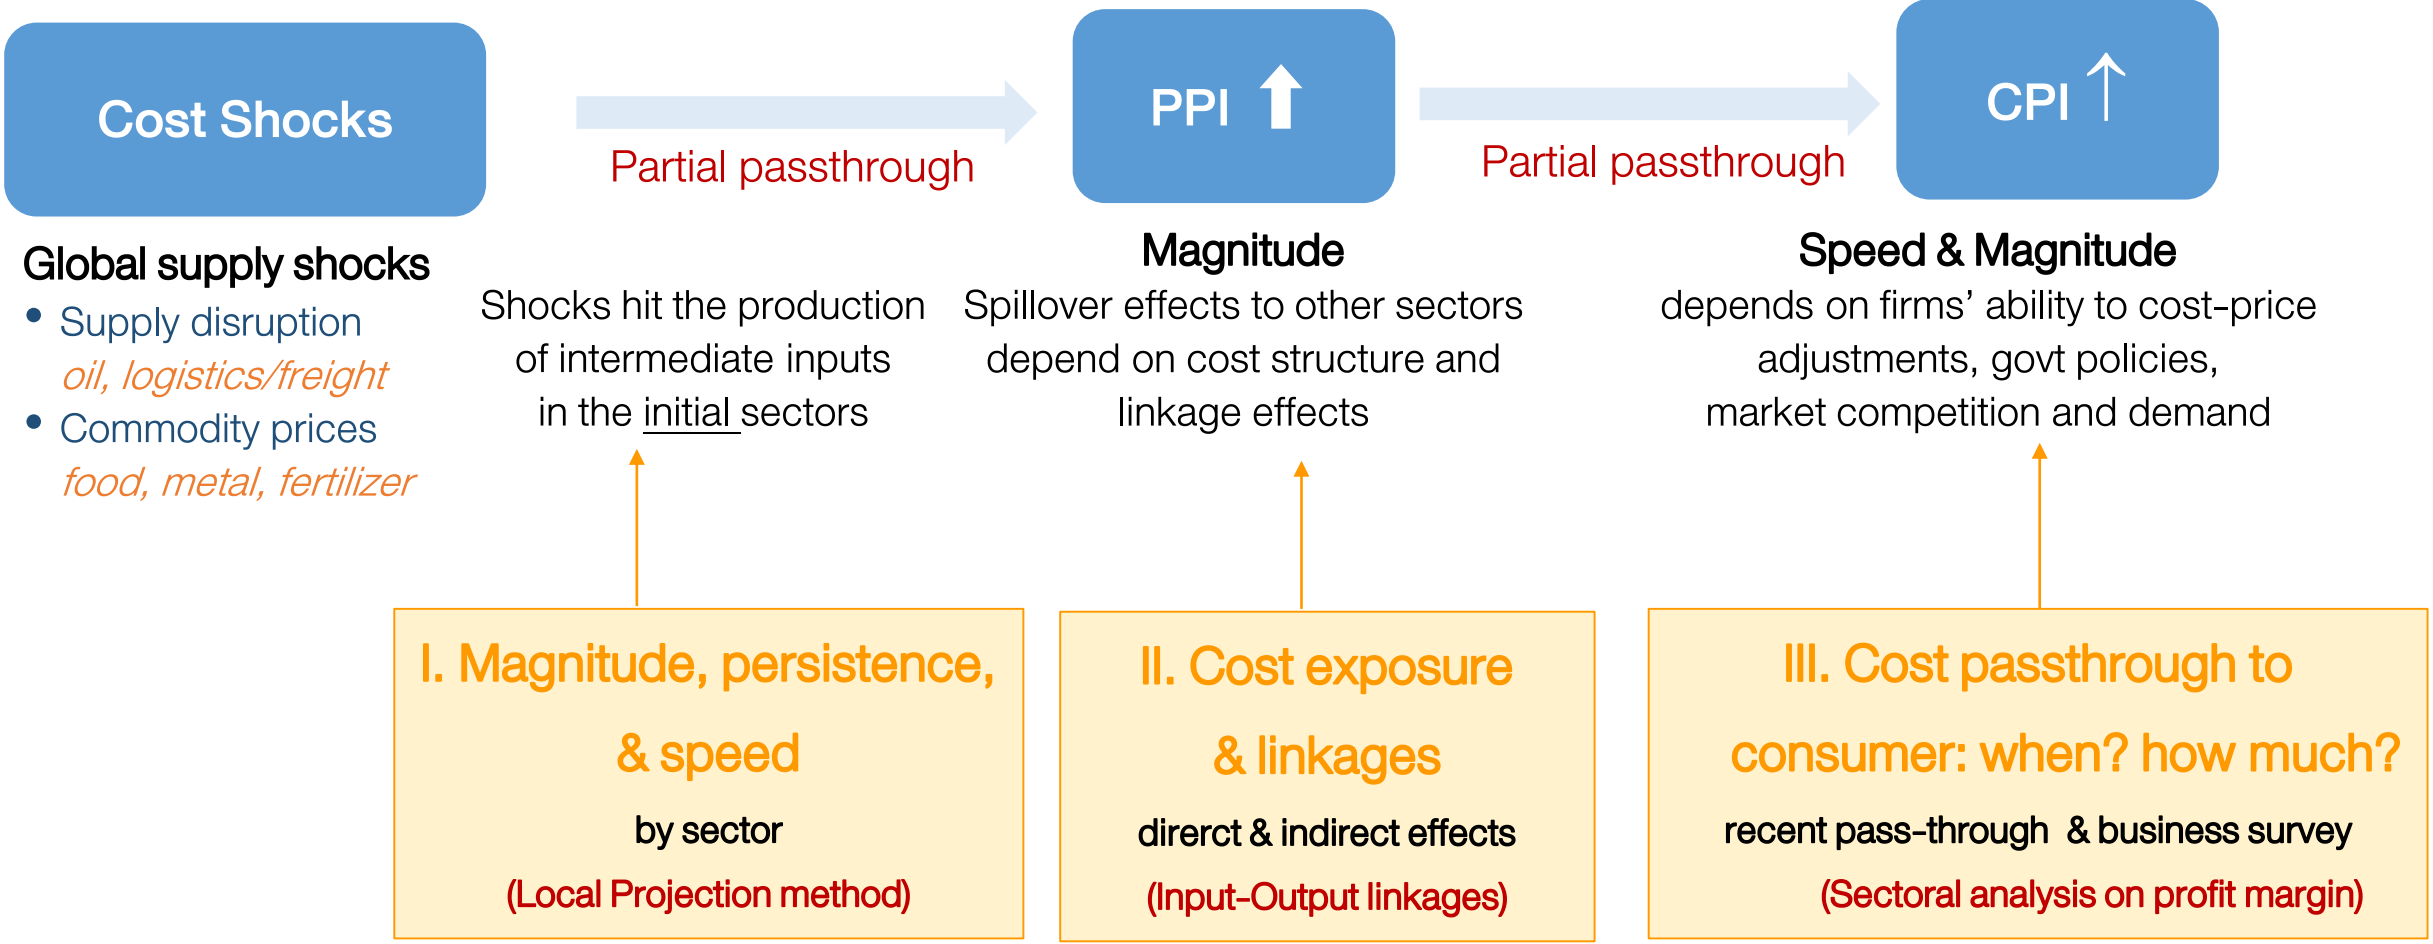 Cost Shocks
Partial passthrough
PPI
Partial passthrough
CPI
Global supply shocks
• Supply disruption
oil, logistics/freight
• Commodity prices
food, metal, fertilizer
Shocks hit the production
of intermediate inputs
in the initial sectors
Magnitude
Spillover effects to other sectors
depend on cost structure and
linkage effects
Speed & Magnitude
depends on firms’ ability to cost-price
adjustments, govt policies,
market competition and demand
I. Magnitude, persistence,
& speed
by sector
(Local Projection method)
II. Cost exposure
& linkages
direrct & indirect effects
(Input-Output linkages)
III. Cost passthrough to
consumer: when? how much?
recent pass-through & business survey
(Sectoral analysis on profit margin)